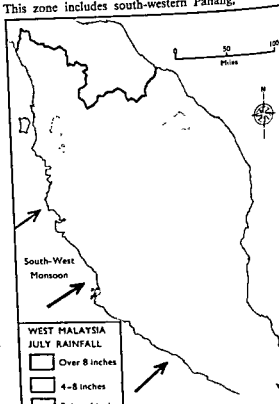 This zone includes south-western Pahang.
0 50 100
Miles
N
South-West
Monsoon
WEST MALAYSIA
JULY RAINFALL
Over 8 inches
4-8 inches